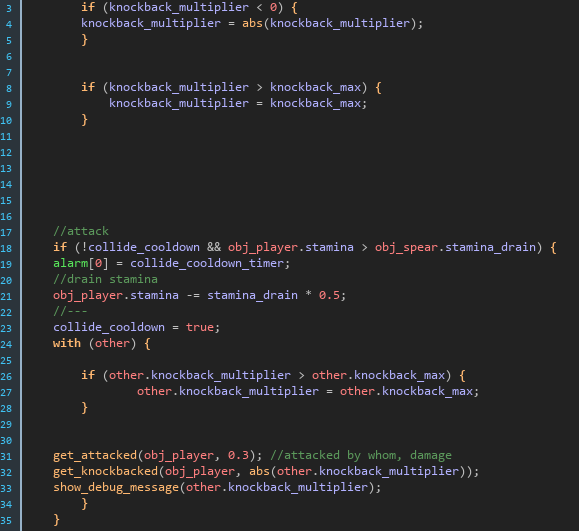 3 if (knockback_multiplier < 0) {
4 knockback_multiplier = abs(knockback_multiplier);
5 }
6
7
8 if (knockback_multiplier > knockback_max) {
9 knockback_multiplier = knockback_max;
10 }
11
12
13
14
15
16
17 //attack
18 if (!collide_cooldown && obj_player.stamina > obj_spear.stamina_drain) {
19 alarm[0] = collide_cooldown_timer;
20 //drain stamina
21 obj_player.stamina -= stamina_drain * 0.5;
22 //---
23 collide_cooldown = true;
24 with (other) {
25
26 if (other.knockback_multiplier > other.knockback_max) {
27 other.knockback_multiplier = other.knockback_max;
28 }
29
30
31 get_attacked(obj_player, 0.3); //attacked by whom, damage
32 get_knockbacked(obj_player, abs(other.knockback_multiplier));
33 show_debug_message(other.knockback_multiplier);
34 }
35 }